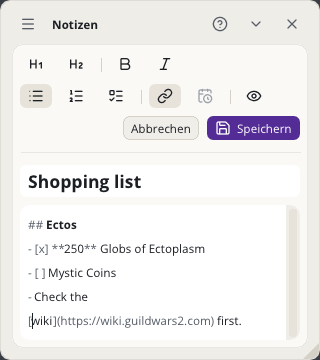 Notizen
H1 H2 B I
Abbrechen Speichern
Shopping list
## Ectos
- [x] **250** Globs of Ectoplasm
- [ ] Mystic Coins
- Check the
[wiki](https://wiki.guildwars2.com) first.